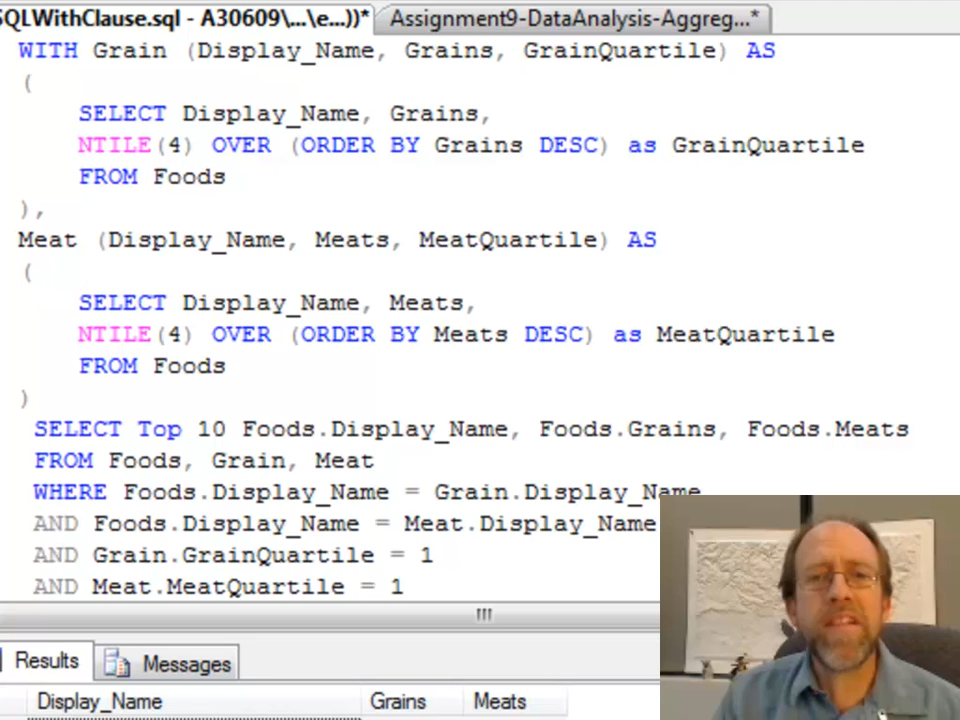 SQLWithClause.sql - A30609\...\e...))* Assignment9-DataAnalysis-Aggreg...*
WITH Grain (Display_Name, Grains, GrainQuartile) AS
(
SELECT Display_Name, Grains,
NTILE(4) OVER (ORDER BY Grains DESC) as GrainQuartile
FROM Foods
),
Meat (Display_Name, Meats, MeatQuartile) AS
(
SELECT Display_Name, Meats,
NTILE(4) OVER (ORDER BY Meats DESC) as MeatQuartile
FROM Foods
)
SELECT Top 10 Foods.Display_Name, Foods.Grains, Foods.Meats
FROM Foods, Grain, Meat
WHERE Foods.Display_Name = Grain.Display_Name
AND Foods.Display_Name = Meat.Display_Name
AND Grain.GrainQuartile = 1
AND Meat.MeatQuartile = 1
Results Messages
Display_Name Grains Meats